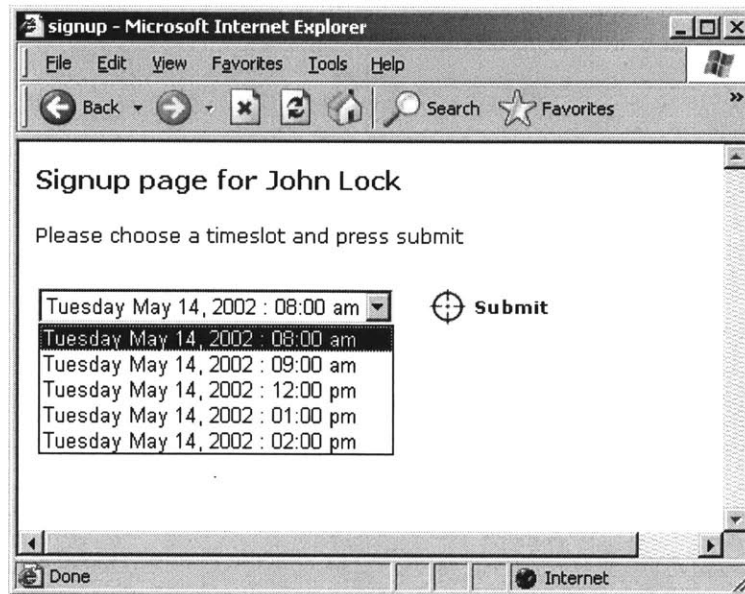 signup - Microsoft Internet Explorer
File Edit View Favorites Tools Help
Back Search Favorites »
Signup page for John Lock
Please choose a timeslot and press submit
Tuesday May 14, 2002 : 08:00 am Submit
Tuesday May 14, 2002 : 08:00 am
Tuesday May 14, 2002 : 09:00 am
Tuesday May 14, 2002 : 12:00 pm
Tuesday May 14, 2002 : 01:00 pm
Tuesday May 14, 2002 : 02:00 pm
Done Internet